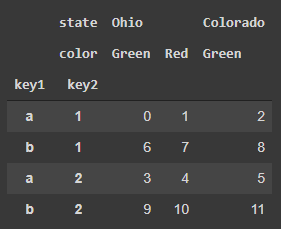 state Ohio Colorado
color Green Red Green
key1 key2
a 1 0 1 2
b 1 6 7 8
a 2 3 4 5
b 2 9 10 11